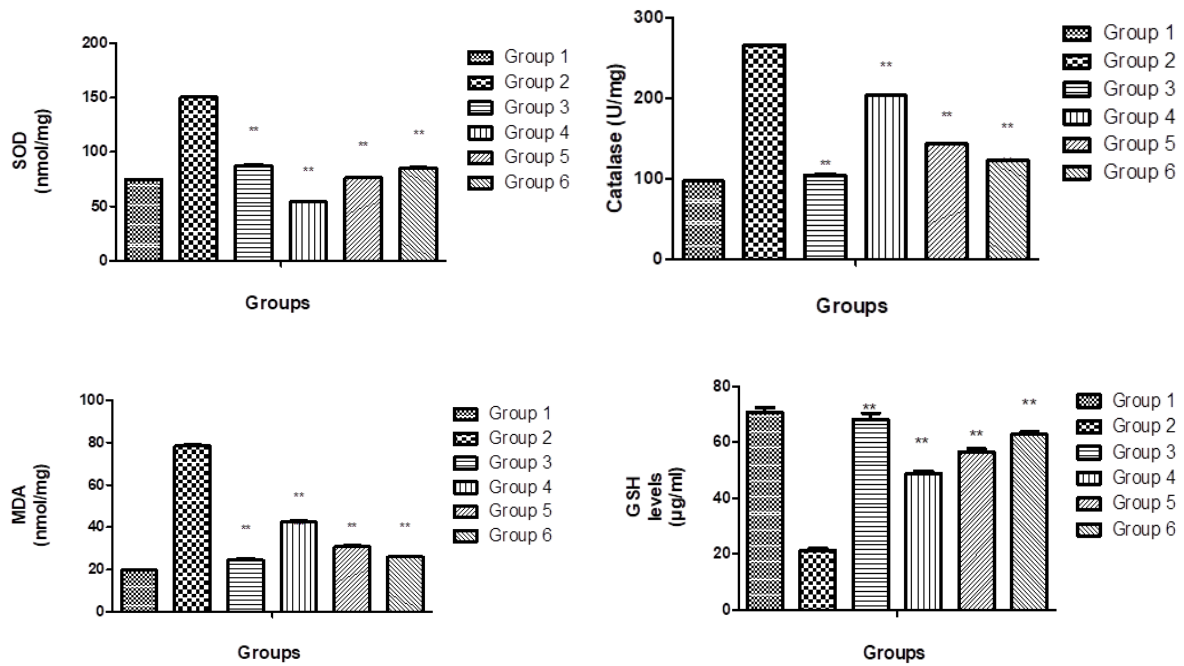 200
150
100
50
0
SOD
(nmol/mg)
**
**
**
**
Groups
Group 1
Group 2
Group 3
Group 4
Group 5
Group 6
300
200
100
0
Catalase (U/mg)
**
**
**
**
Groups
Group 1
Group 2
Group 3
Group 4
Group 5
Group 6
100
80
60
40
20
0
MDA
(nmol/mg)
**
**
**
**
Groups
Group 1
Group 2
Group 3
Group 4
Group 5
Group 6
80
60
40
20
0
GSH
levels
(µg/ml)
**
**
**
**
Groups
Group 1
Group 2
Group 3
Group 4
Group 5
Group 6